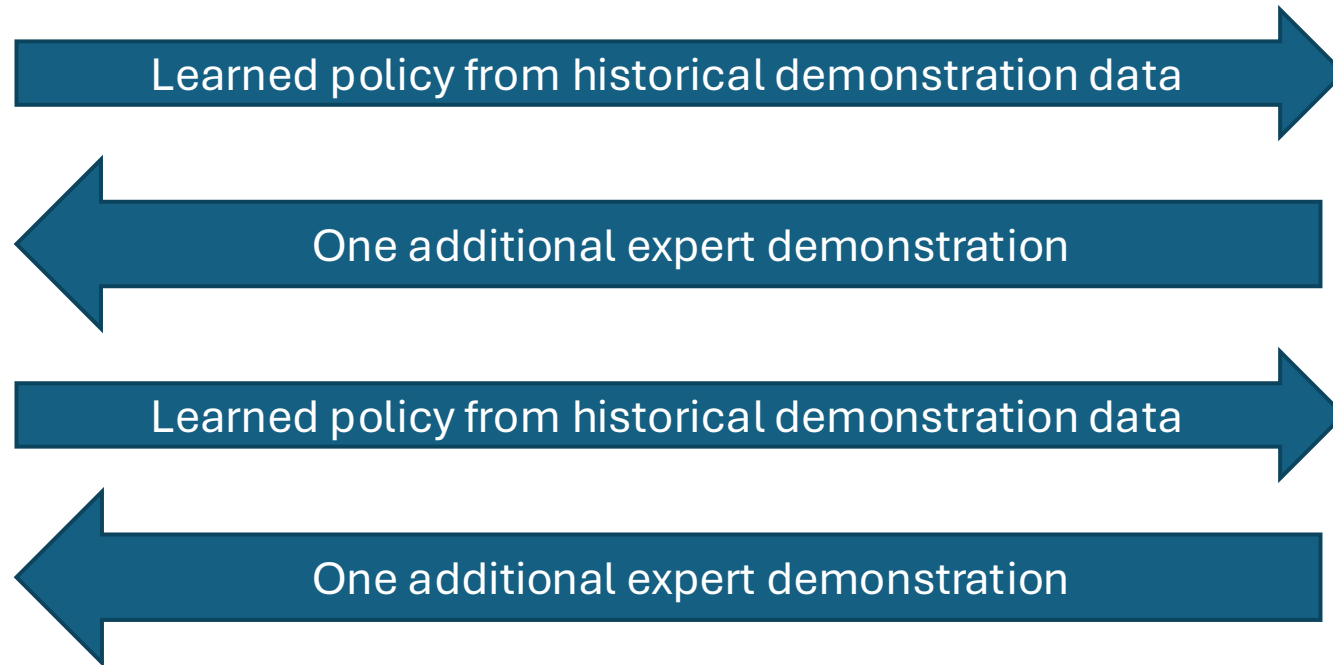 Learned policy from historical demonstration data
One additional expert demonstration
Learned policy from historical demonstration data
One additional expert demonstration